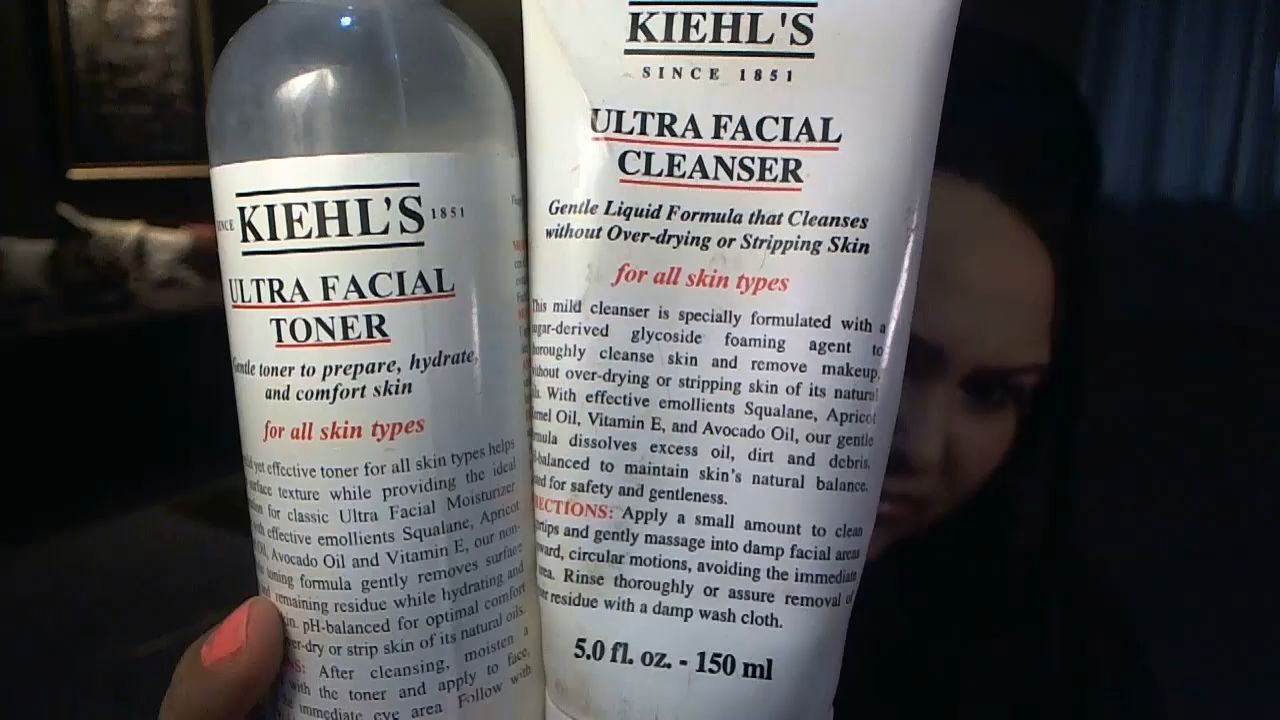 KIEHL'S 1851
ULTRA FACIAL
TONER
Gentle toner to prepare, hydrate,
and comfort skin
for all skin types
yet effective toner for all skin types helps
texture while providing the ideal
for classic Ultra Facial Moisturizer
effective emollients Squalane, Apricot
Oil, Avocado Oil and Vitamin E, our non-
toning formula gently removes surface
remaining residue while hydrating and
pH-balanced for optimal comfort
or strip skin of its natural oils.
After cleansing, moisten a
with the toner and apply to face,
immediate eye area Follow with
KIEHL'S
SINCE 1851
ULTRA FACIAL
CLEANSER
Gentle Liquid Formula that Cleanses
without Over-drying or Stripping Skin
for all skin types
This mild cleanser is specially formulated with a
sugar-derived glycoside foaming agent to
thoroughly cleanse skin and remove makeup,
without over-drying or stripping skin of its natural
With effective emollients Squalane, Apricot
Oil, Vitamin E, and Avocado Oil, our gentle
dissolves excess oil, dirt and debris.
balanced to maintain skin's natural balance.
for safety and gentleness.
DIRECTIONS: Apply a small amount to clean
and gently massage into damp facial areas
circular motions, avoiding the immediate
Rinse thoroughly or assure removal of
residue with a damp wash cloth.
5.0 fl. oz. - 150 ml